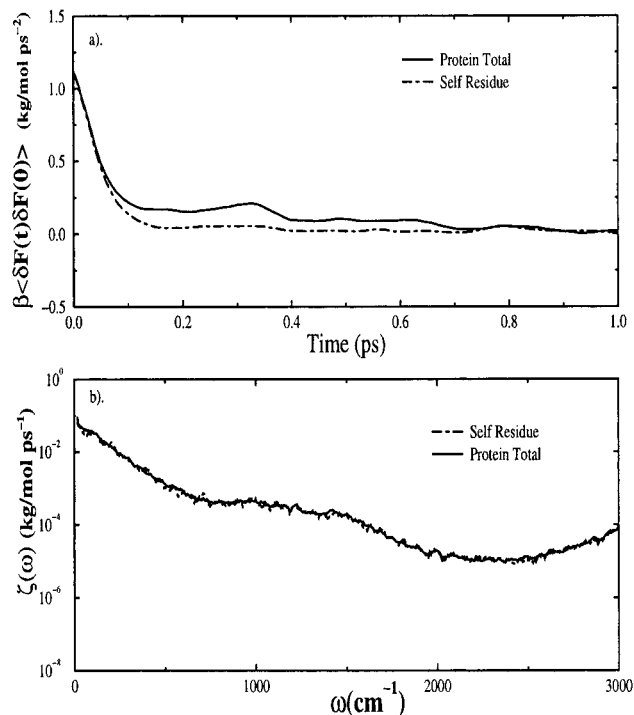 a).
β<δF(t)δF(0)> (kg/mol ps⁻²)
1.5
1.0
0.5
0.0
−0.5
Protein Total
Self Residue
0.0 0.2 0.4 0.6 0.8 1.0
Time (ps)
b).
ζ(ω) (kg/mol ps⁻¹)
10⁰
10⁻²
10⁻⁴
10⁻⁶
10⁻⁸
Self Residue
Protein Total
0 1000 2000 3000
ω(cm⁻¹)